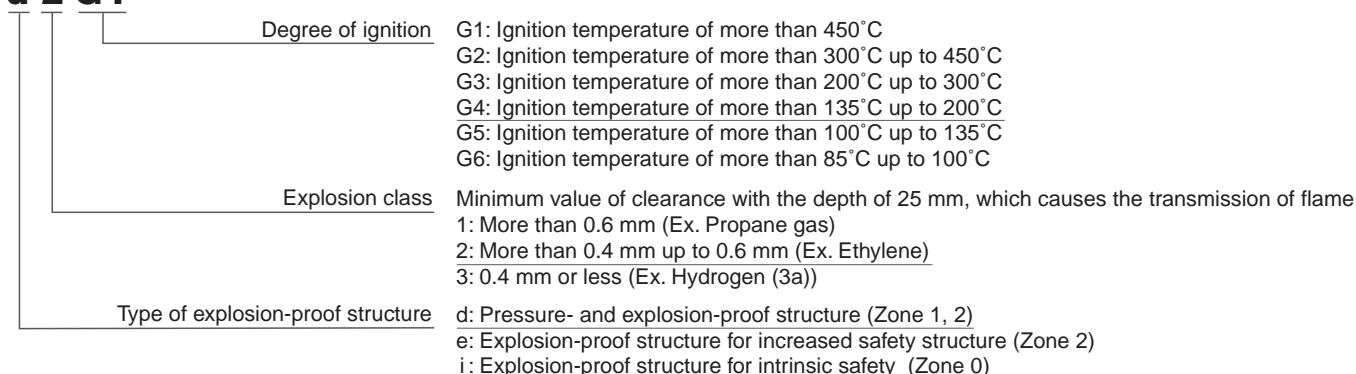 Degree of ignition G1: Ignition temperature of more than 450˚C
G2: Ignition temperature of more than 300˚C up to 450˚C
G3: Ignition temperature of more than 200˚C up to 300˚C
G4: Ignition temperature of more than 135˚C up to 200˚C
G5: Ignition temperature of more than 100˚C up to 135˚C
G6: Ignition temperature of more than 85˚C up to 100˚C
Explosion class Minimum value of clearance with the depth of 25 mm, which causes the transmission of flame
1: More than 0.6 mm (Ex. Propane gas)
2: More than 0.4 mm up to 0.6 mm (Ex. Ethylene)
3: 0.4 mm or less (Ex. Hydrogen (3a))
Type of explosion-proof structure d: Pressure- and explosion-proof structure (Zone 1, 2)
e: Explosion-proof structure for increased safety structure (Zone 2)
i: Explosion-proof structure for intrinsic safety (Zone 0)